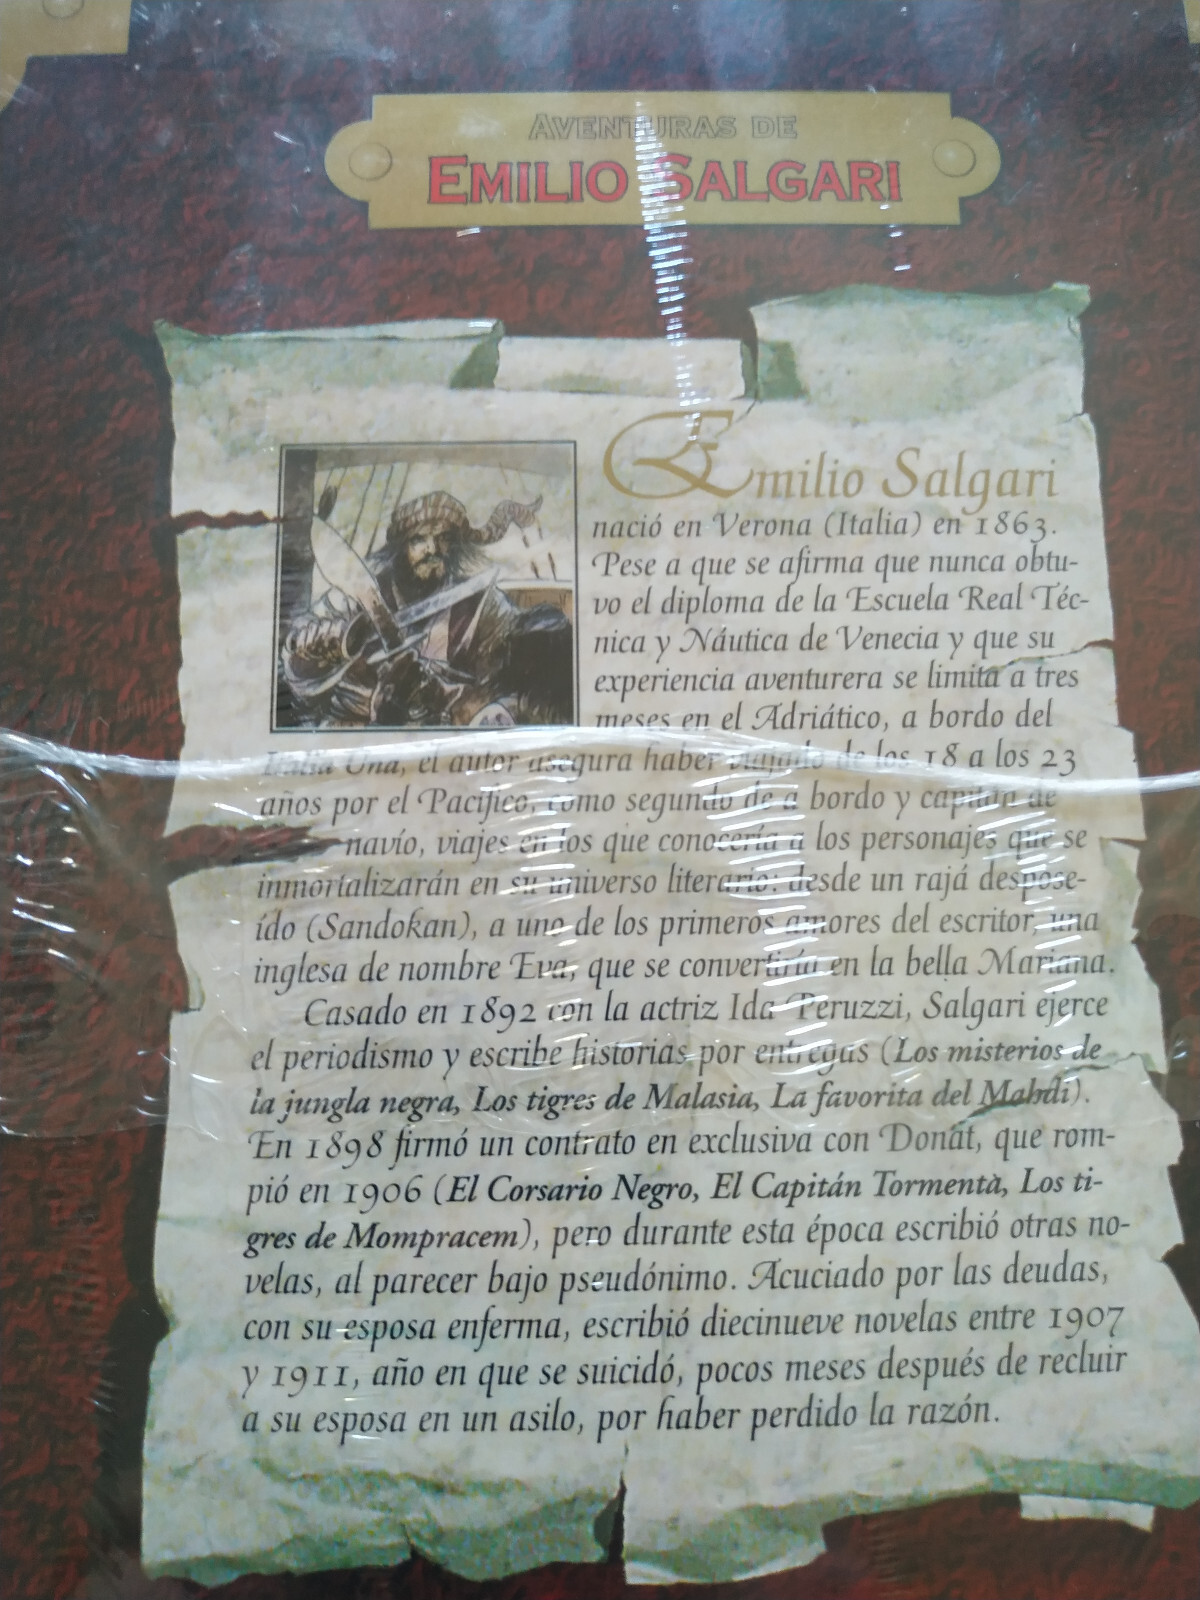 AVENTURAS DE
EMILIO SALGARI
Emilio Salgari
nació en Verona (Italia) en 1863.
Pese a que se afirma que nunca obtu-
vo el diploma de la Escuela Real Téc-
nica y Náutica de Venecia y que su
experiencia aventurera se limita a tres
meses en el Adriático, a bordo del
Italia Una, el autor asegura haber viajado de los 18 a los 23
años por el Pacífico, como segundo de a bordo y capitán de
navío, viajes en los que conocería a los personajes que se
inmortalizarán en su universo literario: desde un rajá despose-
ído (Sandokan), a uno de los primeros amores del escritor, una
inglesa de nombre Eva, que se convertiría en la bella Mariana.
Casado en 1892 con la actriz Ida Peruzzi, Salgari ejerce
el periodismo y escribe historias por entregas (Los misterios de
la jungla negra, Los tigres de Malasia, La favorita del Mahdi).
En 1898 firmó un contrato en exclusiva con Donat, que rom-
pió en 1906 (El Corsario Negro, El Capitán Tormenta, Los ti-
gres de Mompracem), pero durante esta época escribió otras no-
velas, al parecer bajo pseudónimo. Acuciado por las deudas,
con su esposa enferma, escribió diecinueve novelas entre 1907
y 1911, año en que se suicidó, pocos meses después de recluir
a su esposa en un asilo, por haber perdido la razón.